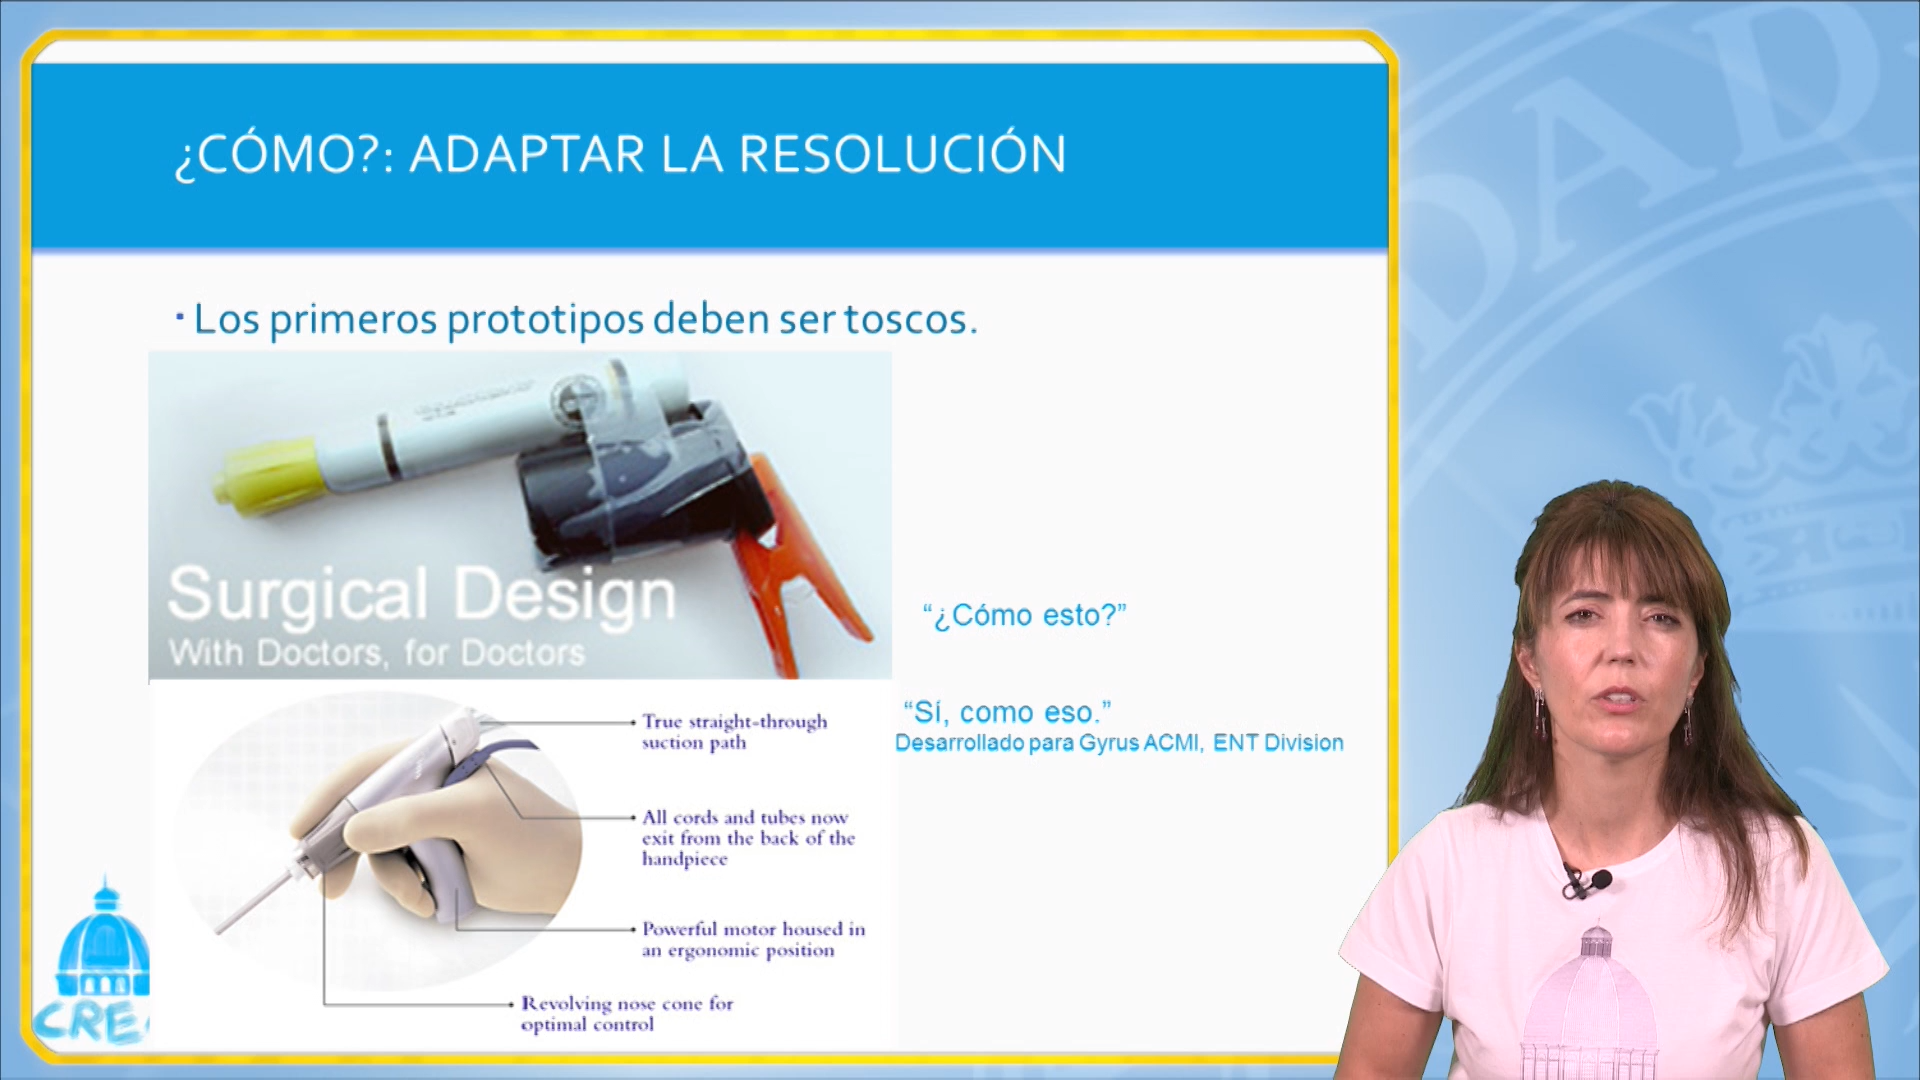 ¿CÓMO?: ADAPTAR LA RESOLUCIÓN
▪ Los primeros prototipos deben ser toscos.
Surgical Design
With Doctors, for Doctors
“¿Cómo esto?”
“Sí, como eso.”
Desarrollado para Gyrus ACMI, ENT Division
True straight-through
suction path
All cords and tubes now
exit from the back of the
handpiece
Powerful motor housed in
an ergonomic position
Revolving nose cone for
optimal control
CRE
DAD